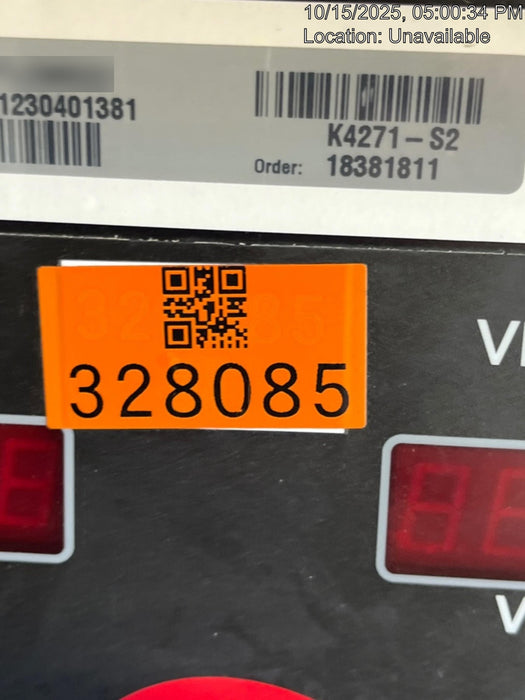 10/15/2025, 05:00:34 PM
Location: Unavailable
1230401381
K4271-S2
Order: 18381811
328085